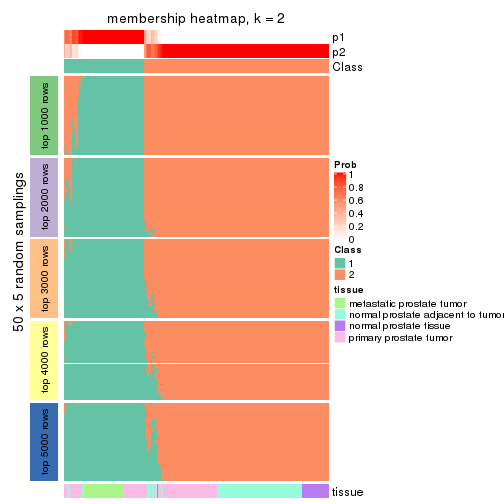 membership heatmap, k = 2
p1
p2
Class
50 x 5 random samplings
top 1000 rows
top 2000 rows
top 3000 rows
top 4000 rows
top 5000 rows
Prob
1
0.8
0.6
0.4
0.2
0
Class
1
2
tissue
metastatic prostate tumor
normal prostate adjacent to tumor
normal prostate tissue
primary prostate tumor
tissue